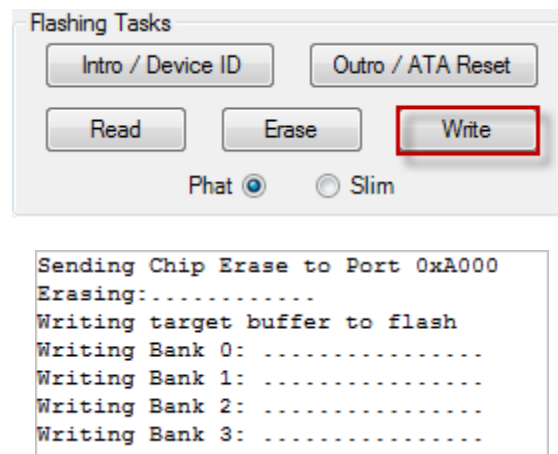 Flashing Tasks
Intro / Device ID Outro / ATA Reset
Read Erase Write
Phat Slim
Sending Chip Erase to Port 0xA000
Erasing:............
Writing target buffer to flash
Writing Bank 0: ................
Writing Bank 1: ................
Writing Bank 2: ................
Writing Bank 3: ................